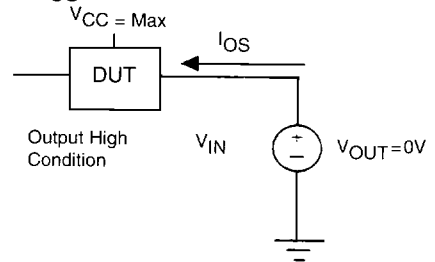 VCC = Max
IOS
DUT
Output High
Condition
VIN
+
−
VOUT=0V